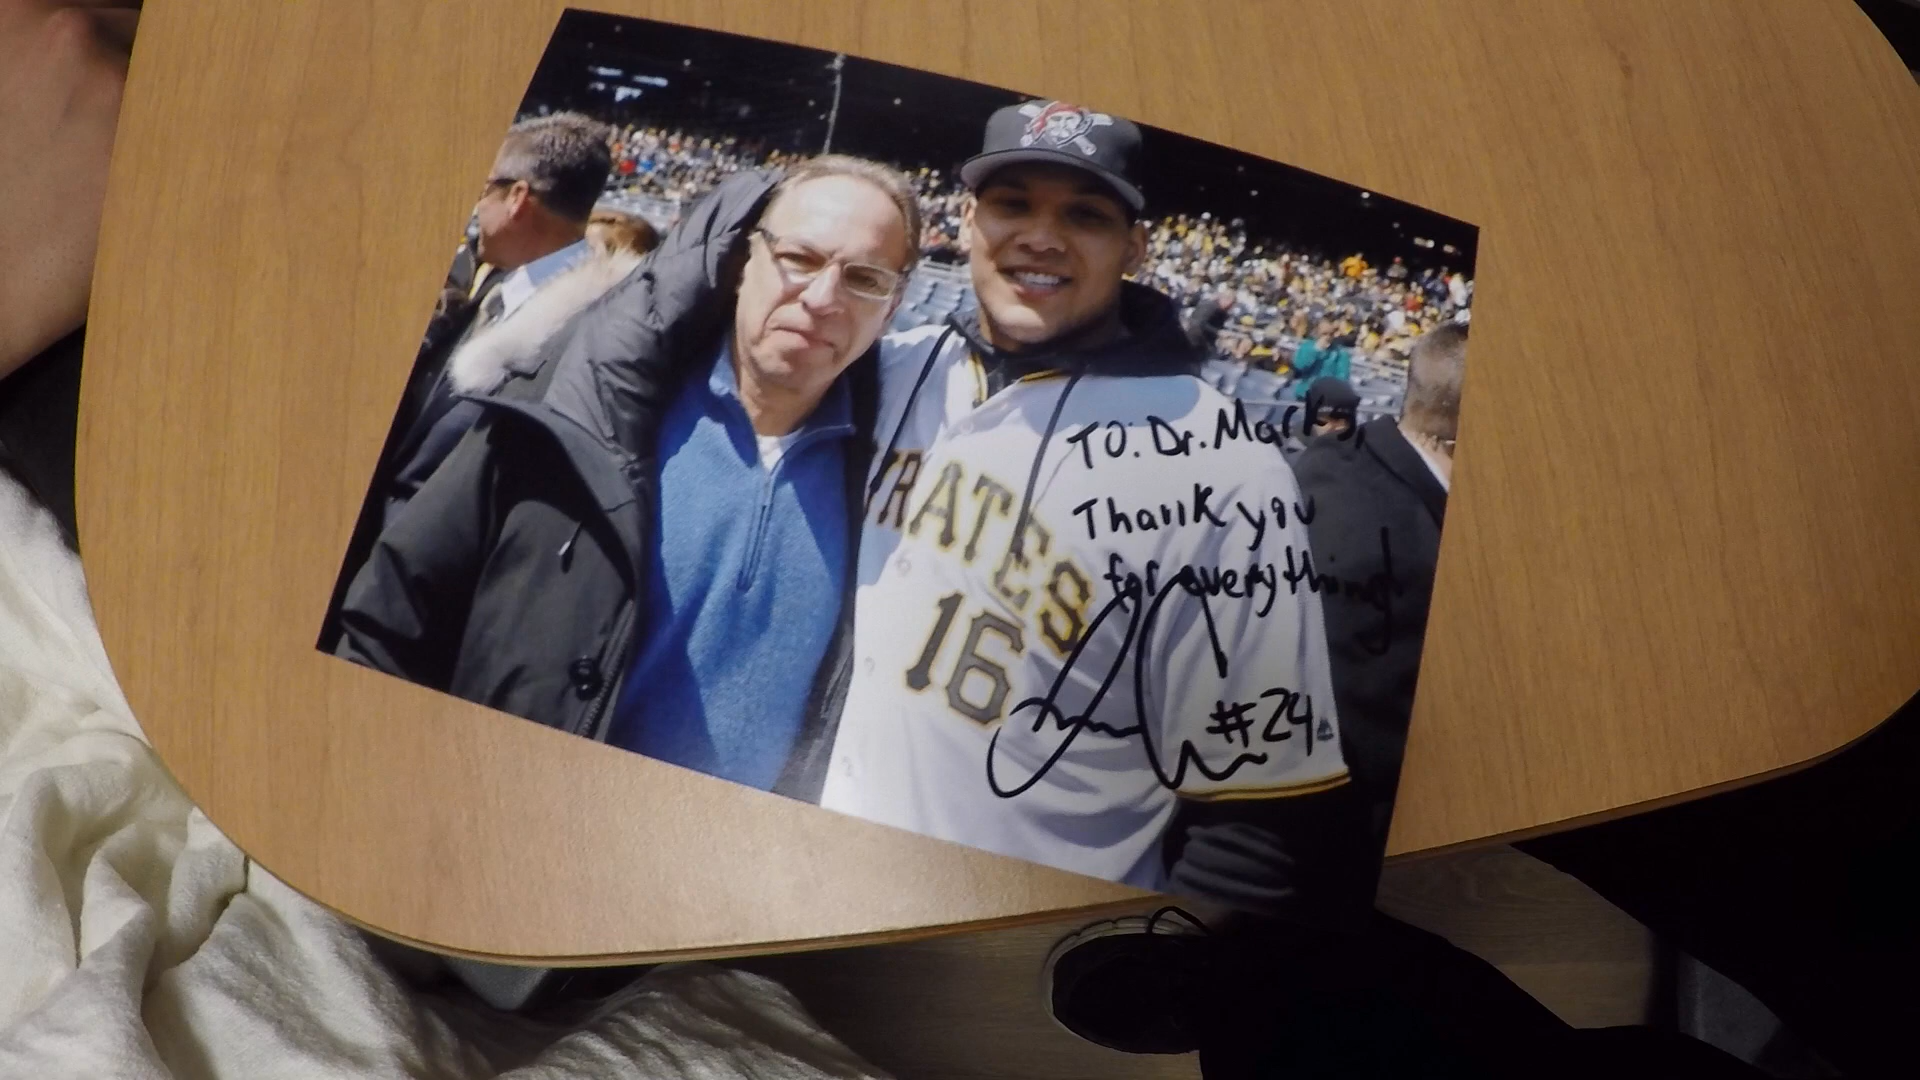 TO: Dr. Marks,
Thank you
for everything!
#24
PIRATES
16